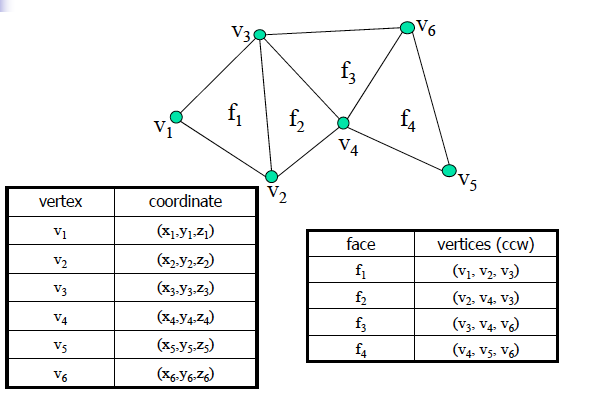 v₃
v₆
f₃
f₁
f₂
f₄
v₁
v₄
v₅
v₂
vertex coordinate
v₁ (x₁,y₁,z₁)
v₂ (x₂,y₂,z₂)
v₃ (x₃,y₃,z₃)
v₄ (x₄,y₄,z₄)
v₅ (x₅,y₅,z₅)
v₆ (x₆,y₆,z₆)
face vertices (ccw)
f₁ (v₁, v₂, v₃)
f₂ (v₂, v₄, v₃)
f₃ (v₃, v₄, v₆)
f₄ (v₄, v₅, v₆)